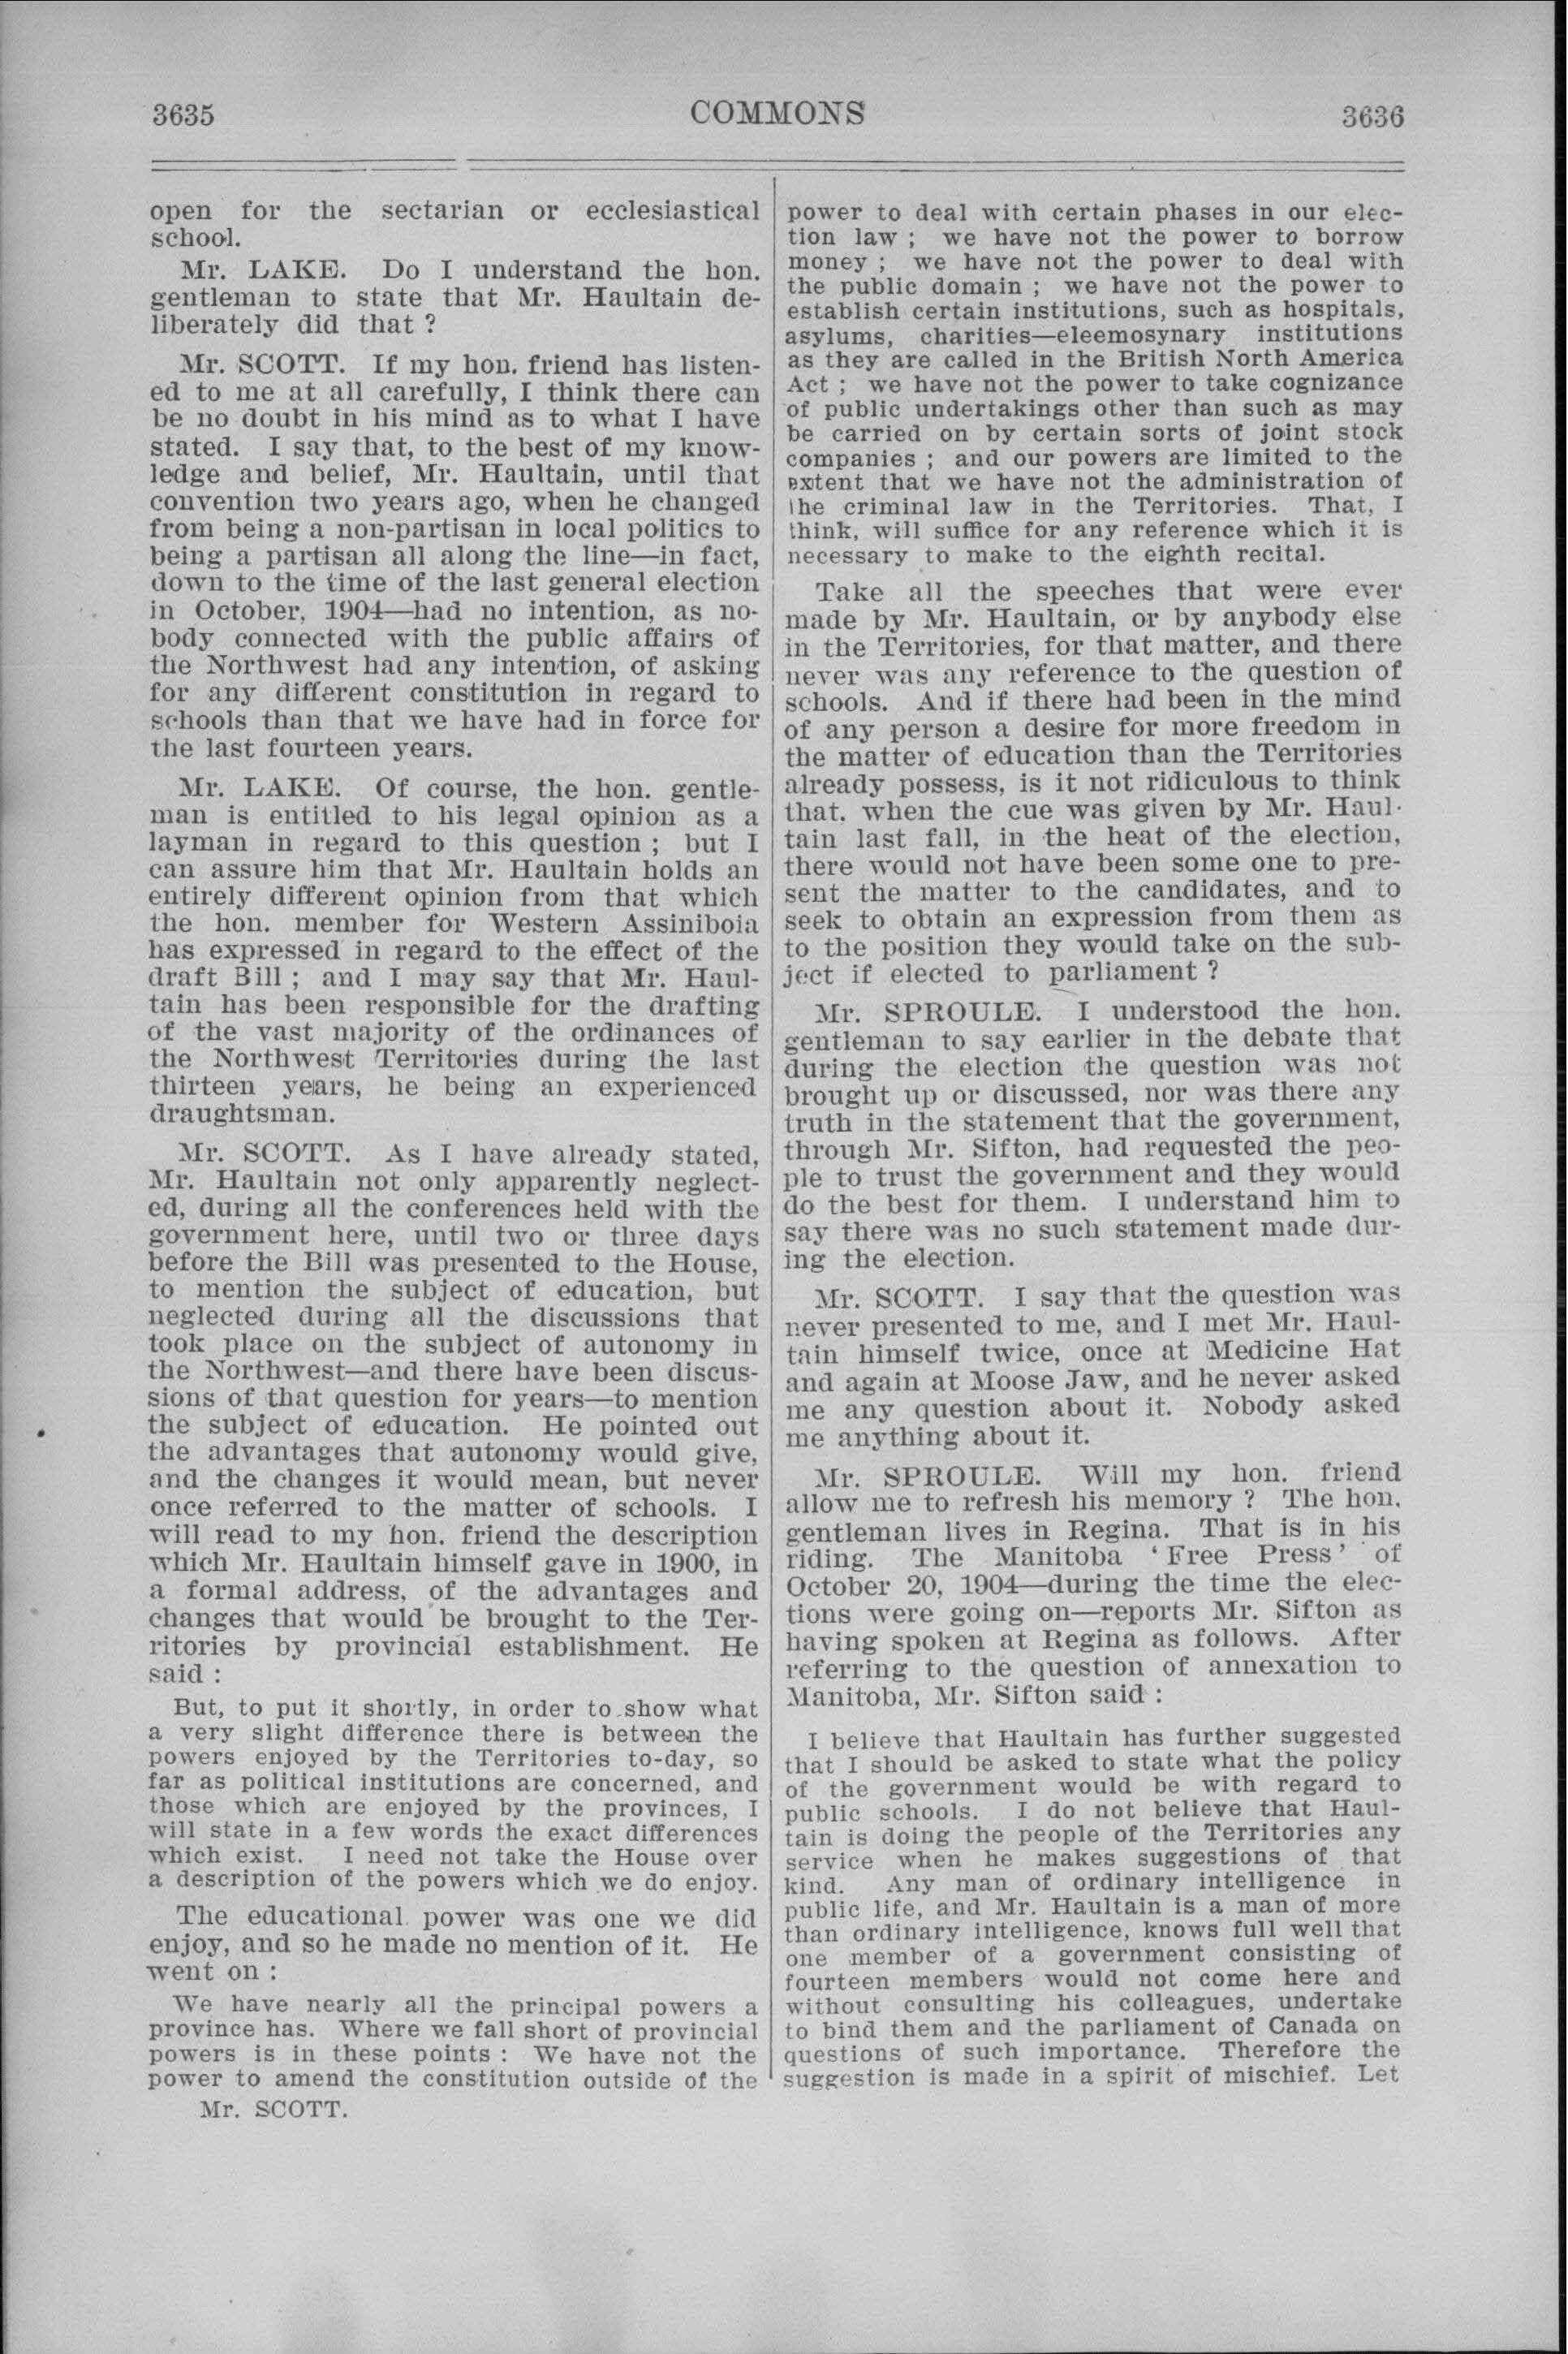 3635
COMMONS
3636
open for the sectarian or ecclesiastical
school.
Mr. LAKE. Do I understand the hon.
gentleman to state that Mr. Haultain de-
liberately did that ?
Mr. SCOTT. If my hon. friend has listen-
ed to me at all carefully, I think there can
be no doubt in his mind as to what I have
stated. I say that, to the best of my know-
ledge and belief, Mr. Haultain, until that
convention two years ago, when he changed
from being a non-partisan in local politics to
being a partisan all along the line—in fact,
down to the time of the last general election
in October, 1904—had no intention, as no-
body connected with the public affairs of
the Northwest had any intention, of asking
for any different constitution in regard to
schools than that we have had in force for
the last fourteen years.
Mr. LAKE. Of course, the hon. gentle-
man is entitled to his legal opinion as a
layman in regard to this question ; but I
can assure him that Mr. Haultain holds an
entirely different opinion from that which
the hon. member for Western Assiniboia
has expressed in regard to the effect of the
draft Bill ; and I may say that Mr. Haul-
tain has been responsible for the drafting
of the vast majority of the ordinances of
the Northwest Territories during the last
thirteen years, he being an experienced
draughtsman.
Mr. SCOTT. As I have already stated,
Mr. Haultain not only apparently neglect-
ed, during all the conferences held with the
government here, until two or three days
before the Bill was presented to the House,
to mention the subject of education, but
neglected during all the discussions that
took place on the subject of autonomy in
the Northwest—and there have been discus-
sions of that question for years—to mention
the subject of education. He pointed out
the advantages that autonomy would give,
and the changes it would mean, but never
once referred to the matter of schools. I
will read to my hon. friend the description
which Mr. Haultain himself gave in 1900, in
a formal address, of the advantages and
changes that would be brought to the Ter-
ritories by provincial establishment. He
said :
But, to put it shortly, in order to show what
a very slight difference there is between the
powers enjoyed by the Territories to-day, so
far as political institutions are concerned, and
those which are enjoyed by the provinces, I
will state in a few words the exact differences
which exist. I need not take the House over
a description of the powers which we do enjoy.
The educational power was one we did
enjoy, and so he made no mention of it. He
went on :
We have nearly all the principal powers a
province has. Where we fall short of provincial
powers is in these points : We have not the
power to amend the constitution outside of the
Mr. SCOTT.
power to deal with certain phases in our elec-
tion law ; we have not the power to borrow
money ; we have not the power to deal with
the public domain ; we have not the power to
establish certain institutions, such as hospitals,
asylums, charities—eleemosynary institutions
as they are called in the British North America
Act ; we have not the power to take cognizance
of public undertakings other than such as may
be carried on by certain sorts of joint stock
companies ; and our powers are limited to the
extent that we have not the administration of
the criminal law in the Territories. That, I
think, will suffice for any reference which it is
necessary to make to the eighth recital.
Take all the speeches that were ever
made by Mr. Haultain, or by anybody else
in the Territories, for that matter, and there
never was any reference to the question of
schools. And if there had been in the mind
of any person a desire for more freedom in
the matter of education than the Territories
already possess, is it not ridiculous to think
that, when the cue was given by Mr. Haul-
tain last fall, in the heat of the election,
there would not have been some one to pre-
sent the matter to the candidates, and to
seek to obtain an expression from them as
to the position they would take on the sub-
ject if elected to parliament ?
Mr. SPROULE. I understood the hon.
gentleman to say earlier in the debate that
during the election the question was not
brought up or discussed, nor was there any
truth in the statement that the government,
through Mr. Sifton, had requested the peo-
ple to trust the government and they would
do the best for them. I understand him to
say there was no such statement made dur-
ing the election.
Mr. SCOTT. I say that the question was
never presented to me, and I met Mr. Haul-
tain himself twice, once at Medicine Hat
and again at Moose Jaw, and he never asked
me any question about it. Nobody asked
me anything about it.
Mr. SPROULE. Will my hon. friend
allow me to refresh his memory ? The hon.
gentleman lives in Regina. That is in his
riding. The Manitoba ‘ Free Press ’ of
October 20, 1904—during the time the elec-
tions were going on—reports Mr. Sifton as
having spoken at Regina as follows. After
referring to the question of annexation to
Manitoba, Mr. Sifton said :
I believe that Haultain has further suggested
that I should be asked to state what the policy
of the government would be with regard to
public schools. I do not believe that Haul-
tain is doing the people of the Territories any
service when he makes suggestions of that
kind. Any man of ordinary intelligence in
public life, and Mr. Haultain is a man of more
than ordinary intelligence, knows full well that
one member of a government consisting of
fourteen members would not come here and
without consulting his colleagues, undertake
to bind them and the parliament of Canada on
questions of such importance. Therefore the
suggestion is made in a spirit of mischief. Let